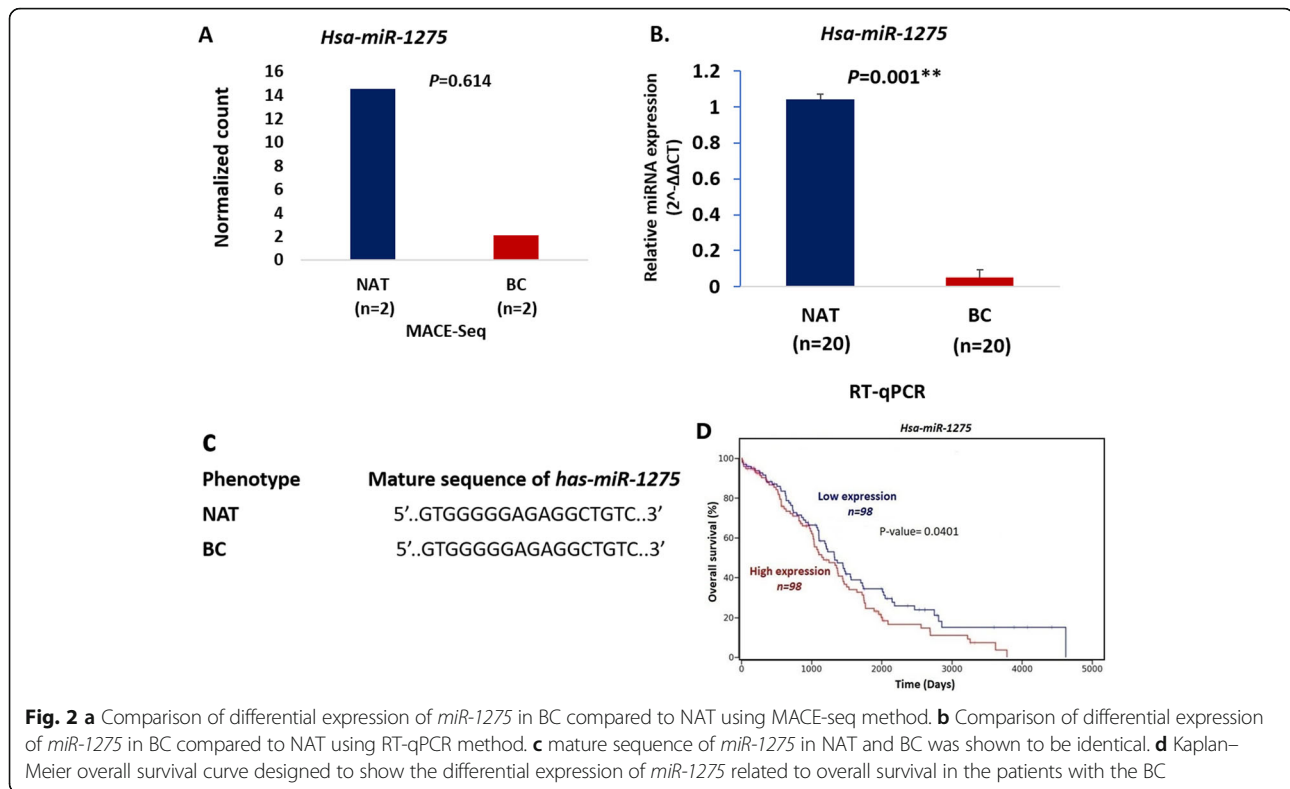 A
Hsa-miR-1275
P=0.614
Normalized count
16
14
12
10
8
6
4
2
0
NAT
BC
(n=2)
(n=2)
MACE-Seq
B.
Hsa-miR-1275
P=0.001**
Relative miRNA expression
(2^-ΔΔCT)
1.2
1
0.8
0.6
0.4
0.2
0
NAT
BC
(n=20)
(n=20)
RT-qPCR
C
Phenotype Mature sequence of has-miR-1275
NAT 5’..GTGGGGGAGAGGCTGTC..3’
BC 5’..GTGGGGGAGAGGCTGTC..3’
D
Hsa-miR-1275
Overall survival (%)
100
80
60
40
20
0
Low expression
n=98
P-value= 0.0401
High expression
n=98
0 1000 2000 3000 4000 5000
Time (Days)
Fig. 2 a Comparison of differential expression of miR-1275 in BC compared to NAT using MACE-seq method. b Comparison of differential expression
of miR-1275 in BC compared to NAT using RT-qPCR method. c mature sequence of miR-1275 in NAT and BC was shown to be identical. d Kaplan–
Meier overall survival curve designed to show the differential expression of miR-1275 related to overall survival in the patients with the BC